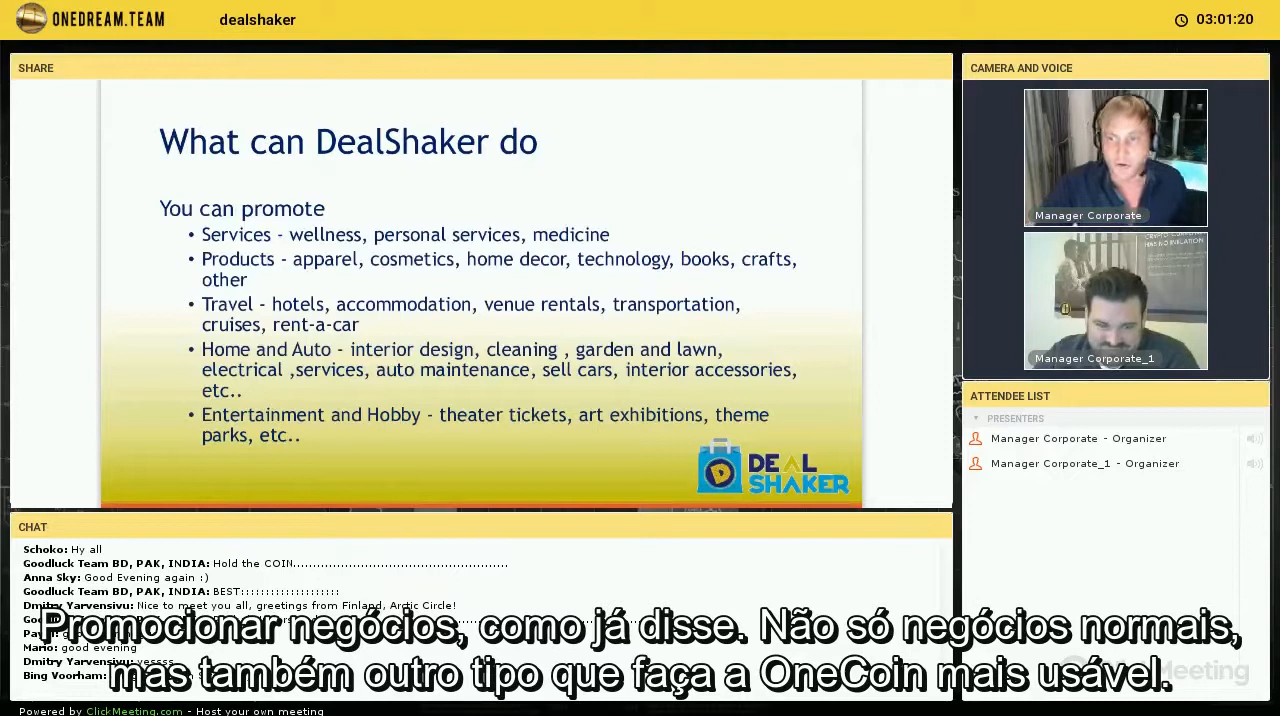 ONEDREAM.TEAM
dealshaker
03:01:20
SHARE
What can DealShaker do
You can promote
• Services - wellness, personal services, medicine
• Products - apparel, cosmetics, home decor, technology, books, crafts,
other
• Travel - hotels, accommodation, venue rentals, transportation,
cruises, rent-a-car
• Home and Auto - interior design, cleaning , garden and lawn,
electrical ,services, auto maintenance, sell cars, interior accessories,
etc..
• Entertainment and Hobby - theater tickets, art exhibitions, theme
parks, etc..
DEAL
SHAKER
CAMERA AND VOICE
HAS NO INFLATION
Manager Corporate
Manager Corporate_1
ATTENDEE LIST
PRESENTERS
Manager Corporate - Organizer
Manager Corporate_1 - Organizer
CHAT
Schoko: Hy all
Goodluck Team BD, PAK, INDIA: Hold the COIN......................................................
Anna Sky: Good Evening again :)
Goodluck Team BD, PAK, INDIA: BEST::::::::::::::::::::
Dmitry Yarvensivu: Nice to meet you all, greetings from Finland, Arctic Circle!
Mario: good evening
Dmitry Yarvensivu: yessss
Bing Voorham:
Promocionar negócios, como já disse. Não só negócios normais,
mas também outro tipo que faça a OneCoin mais usável.
Powered by ClickMeeting.com - Host your own meeting